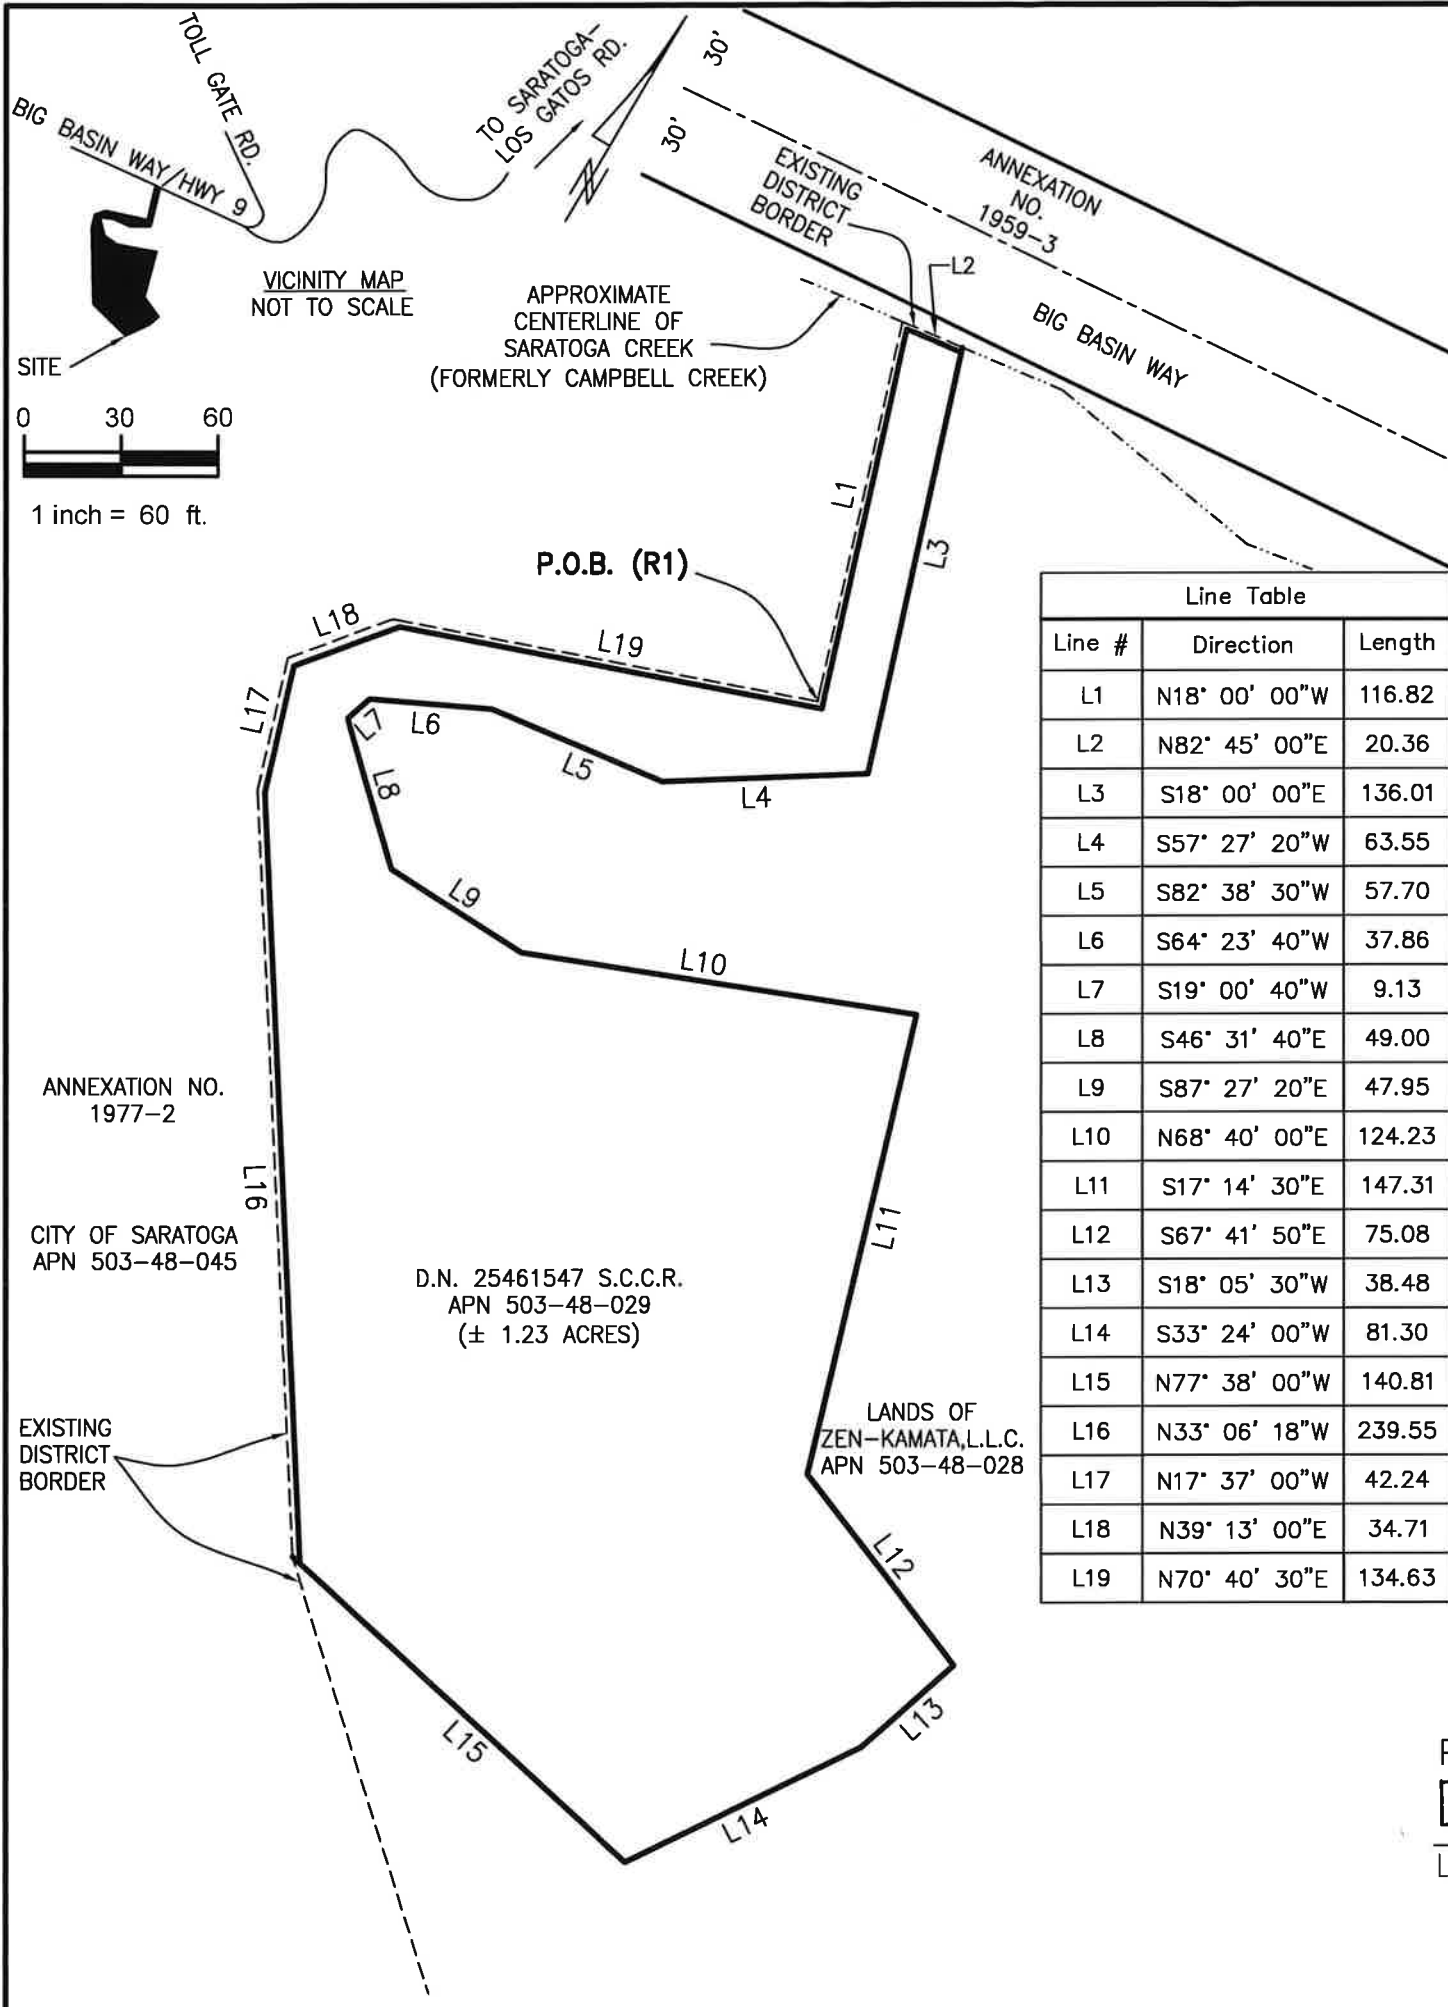 TOLL GATE RD.
BIG BASIN WAY/HWY 9
TO SARATOGA-
LOS GATOS RD.
30'
30'
EXISTING
DISTRICT
BORDER
ANNEXATION
NO.
1959-3
BIG BASIN WAY
L2
VICINITY MAP
NOT TO SCALE
SITE
APPROXIMATE
CENTERLINE OF
SARATOGA CREEK
(FORMERLY CAMPBELL CREEK)
0 30 60
1 inch = 60 ft.
P.O.B. (R1)
L1
L3
L18
L19
L17
L7
L6
L5
L4
L8
L9
L10
L16
L11
ANNEXATION NO.
1977-2
CITY OF SARATOGA
APN 503-48-045
D.N. 25461547 S.C.C.R.
APN 503-48-029
(± 1.23 ACRES)
LANDS OF
ZEN-KAMATA,L.L.C.
APN 503-48-028
EXISTING
DISTRICT
BORDER
L12
L13
L14
L15
Line Table
Line # Direction Length
L1 N18° 00' 00"W 116.82
L2 N82° 45' 00"E 20.36
L3 S18° 00' 00"E 136.01
L4 S57° 27' 20"W 63.55
L5 S82° 38' 30"W 57.70
L6 S64° 23' 40"W 37.86
L7 S19° 00' 40"W 9.13
L8 S46° 31' 40"E 49.00
L9 S87° 27' 20"E 47.95
L10 N68° 40' 00"E 124.23
L11 S17° 14' 30"E 147.31
L12 S67° 41' 50"E 75.08
L13 S18° 05' 30"W 38.48
L14 S33° 24' 00"W 81.30
L15 N77° 38' 00"W 140.81
L16 N33° 06' 18"W 239.55
L17 N17° 37' 00"W 42.24
L18 N39° 13' 00"E 34.71
L19 N70° 40' 30"E 134.63